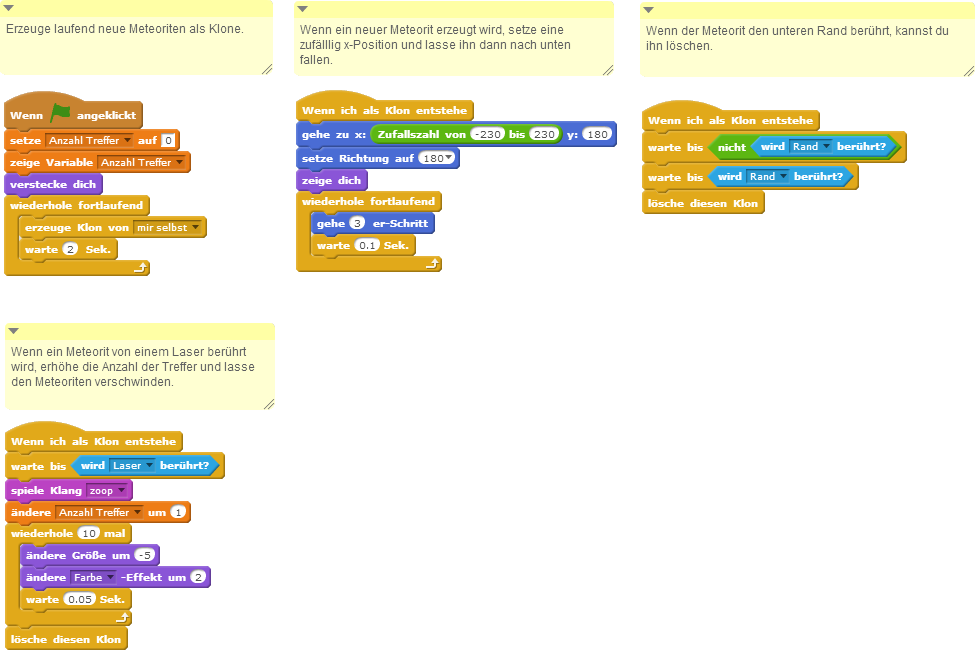 Erzeuge laufend neue Meteoriten als Klone.
Wenn angeklickt
setze Anzahl Treffer auf 0
zeige Variable Anzahl Treffer
verstecke dich
wiederhole fortlaufend
erzeuge Klon von mir selbst
warte 2 Sek.
Wenn ein neuer Meteorit erzeugt wird, setze eine
zufällig x-Position und lasse ihn dann nach unten
fallen.
Wenn ich als Klon entstehe
gehe zu x: Zufallszahl von -230 bis 230 y: 180
setze Richtung auf 180
zeige dich
wiederhole fortlaufend
gehe 3 er-Schritt
warte 0.1 Sek.
Wenn der Meteorit den unteren Rand berührt, kannst du
ihn löschen.
Wenn ich als Klon entstehe
warte bis nicht wird Rand berührt?
warte bis wird Rand berührt?
lösche diesen Klon
Wenn ein Meteorit von einem Laser berührt
wird, erhöhe die Anzahl der Treffer und lasse
den Meteoriten verschwinden.
Wenn ich als Klon entstehe
warte bis wird Laser berührt?
spiele Klang zoop
ändere Anzahl Treffer um 1
wiederhole 10 mal
ändere Größe um -5
ändere Farbe -Effekt um 2
warte 0.05 Sek.
lösche diesen Klon